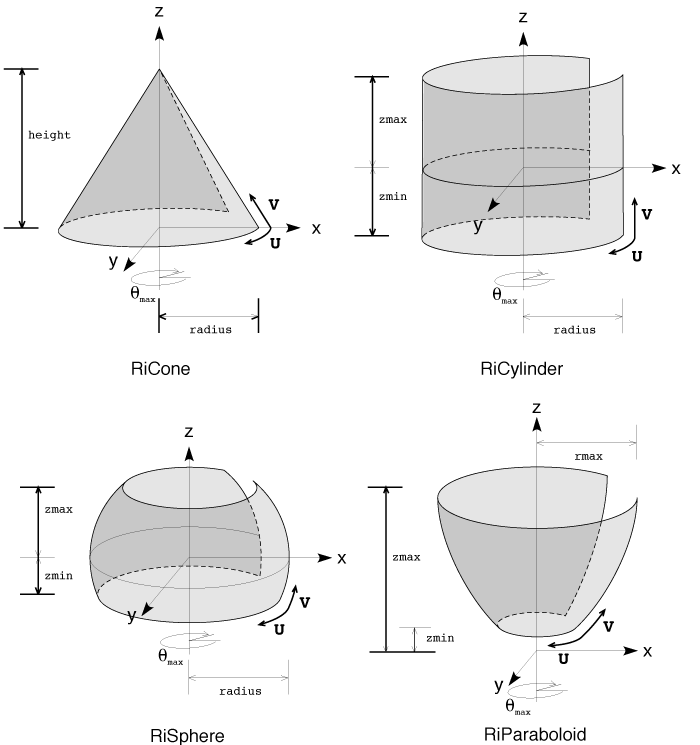 z
height
V
x
U
y
θmax
radius
RiCone
z
zmax
x
zmin
V
y
U
θmax
radius
RiCylinder
z
zmax
x
zmin
V
y
U
θmax
radius
RiSphere
z
rmax
zmax
V
zmin
U
x
y
θmax
RiParaboloid